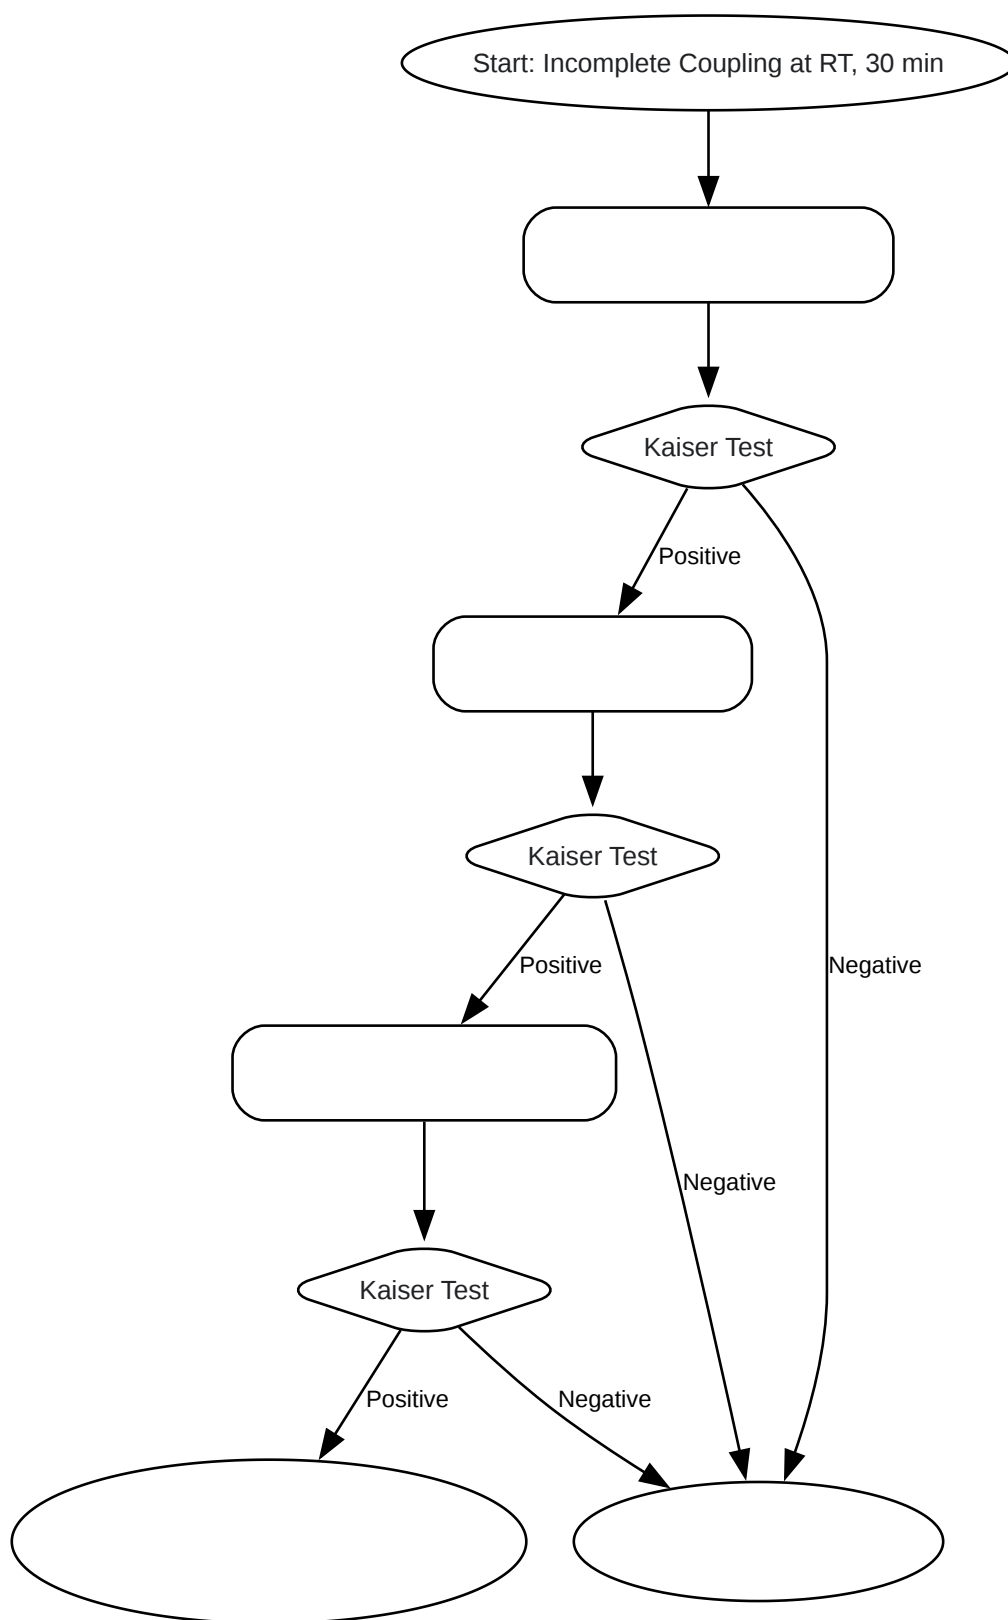 Start: Incomplete Coupling at RT, 30 min
Kaiser Test
Positive
Kaiser Test
Positive
Negative
Negative
Kaiser Test
Positive
Negative